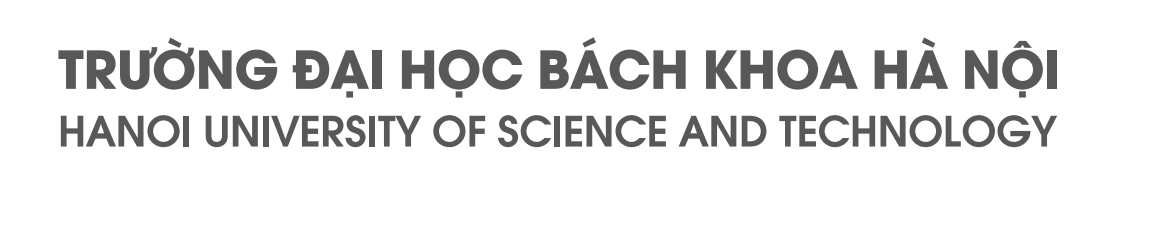 TRƯỜNG ĐẠI HỌC BÁCH KHOA HÀ NỘI
HANOI UNIVERSITY OF SCIENCE AND TECHNOLOGY